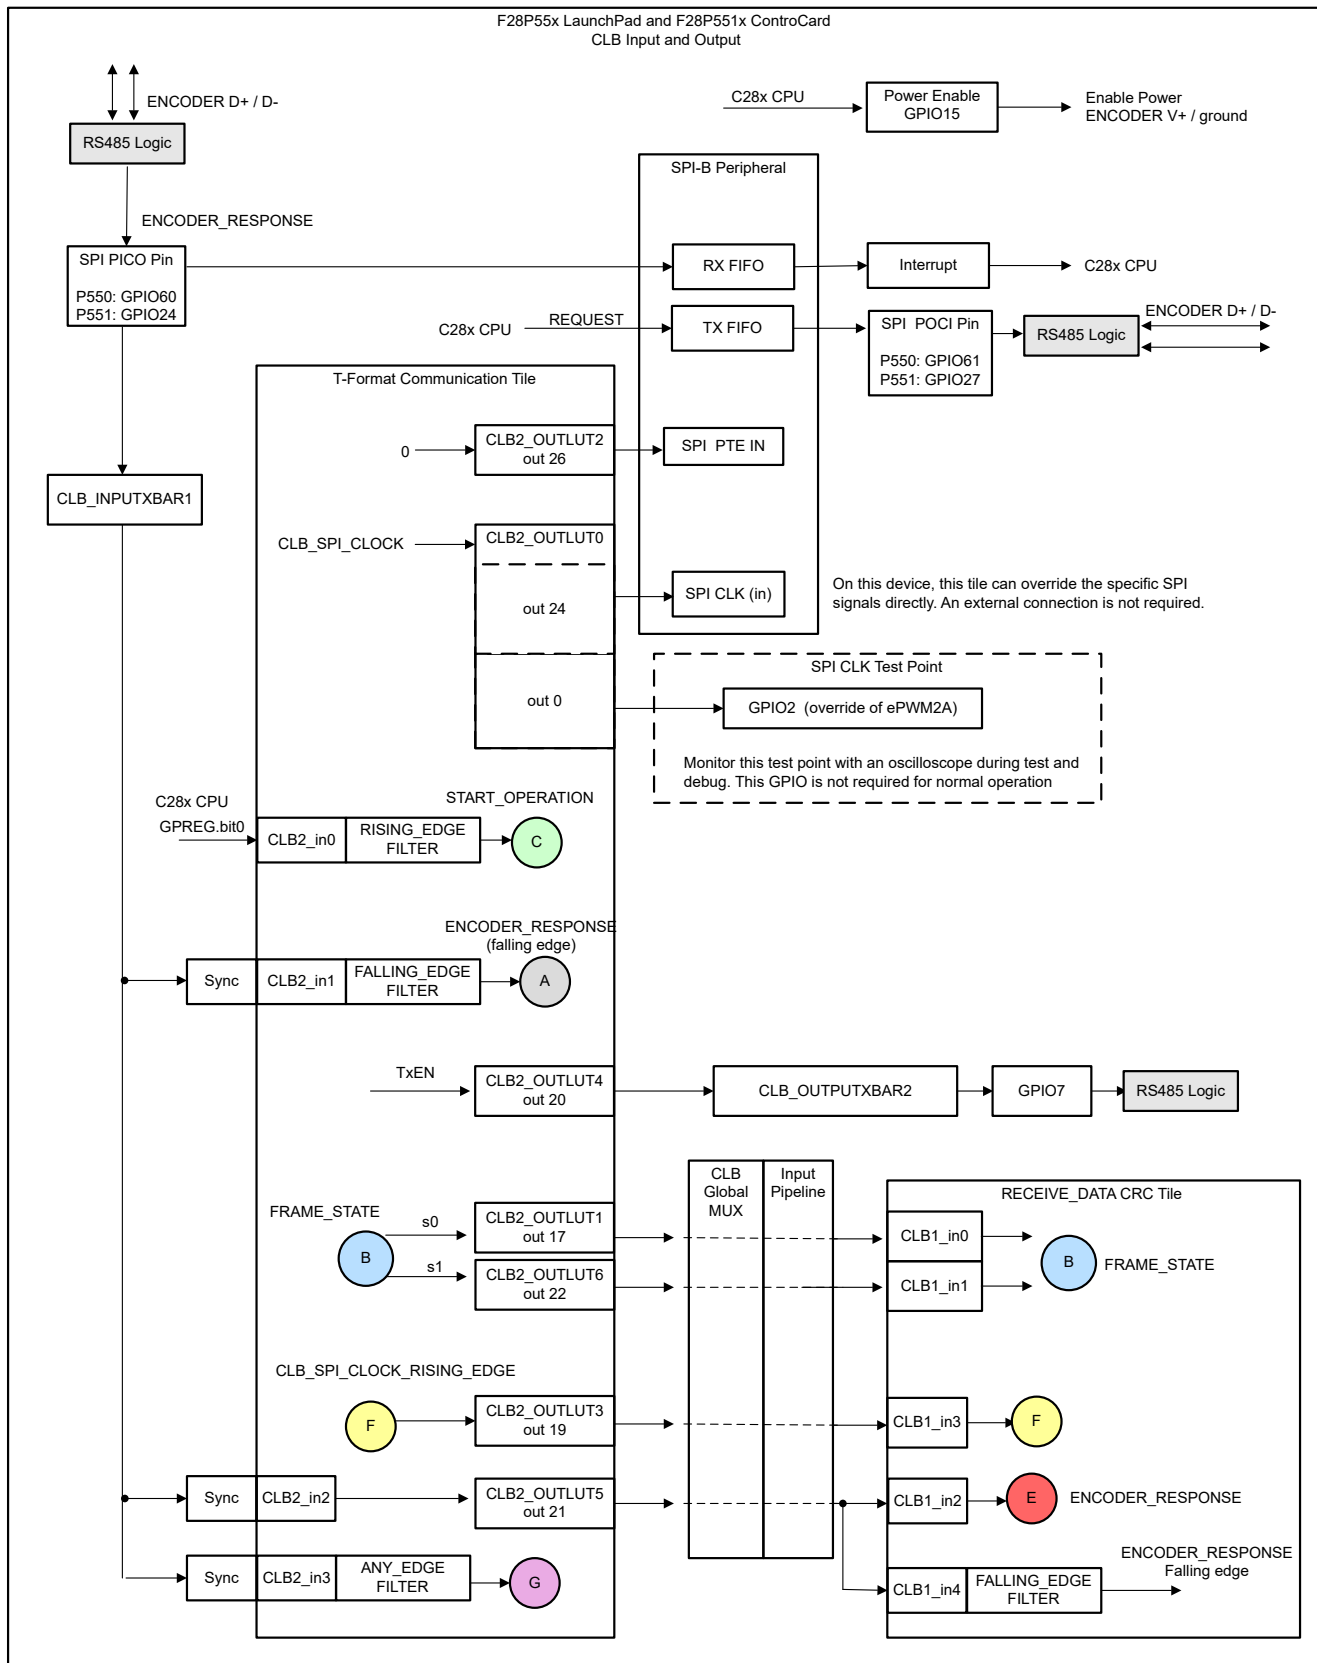 F28P55x LaunchPad and F28P551x ControCard
CLB Input and Output
ENCODER D+ / D-
RS485 Logic
C28x CPU
Power Enable
GPIO15
Enable Power
ENCODER V+ / ground
SPI-B Peripheral
ENCODER_RESPONSE
SPI PICO Pin
P550: GPIO60
P551: GPIO24
RX FIFO
Interrupt
C28x CPU
C28x CPU
REQUEST
TX FIFO
SPI POCI Pin
P550: GPIO61
P551: GPIO27
RS485 Logic
ENCODER D+ / D-
T-Format Communication Tile
0
CLB2_OUTLUT2
out 26
SPI PTE IN
CLB_INPUTXBAR1
CLB_SPI_CLOCK
CLB2_OUTLUT0
out 24
SPI CLK (in)
On this device, this tile can override the specific SPI
signals directly. An external connection is not required.
out 0
SPI CLK Test Point
GPIO2 (override of ePWM2A)
Monitor this test point with an oscilloscope during test and
debug. This GPIO is not required for normal operation
C28x CPU
GPREG.bit0
CLB2_in0
RISING_EDGE
FILTER
START_OPERATION
C
ENCODER_RESPONSE
(falling edge)
Sync
CLB2_in1
FALLING_EDGE
FILTER
A
TxEN
CLB2_OUTLUT4
out 20
CLB_OUTPUTXBAR2
GPIO7
RS485 Logic
CLB
Global
MUX
Input
Pipeline
RECEIVE_DATA CRC Tile
FRAME_STATE
B
s0
CLB2_OUTLUT1
out 17
s1
CLB2_OUTLUT6
out 22
CLB1_in0
CLB1_in1
B
FRAME_STATE
CLB_SPI_CLOCK_RISING_EDGE
F
CLB2_OUTLUT3
out 19
CLB1_in3
F
Sync
CLB2_in2
CLB2_OUTLUT5
out 21
CLB1_in2
E
ENCODER_RESPONSE
Sync
CLB2_in3
ANY_EDGE
FILTER
G
CLB1_in4
FALLING_EDGE
FILTER
ENCODER_RESPONSE
Falling edge